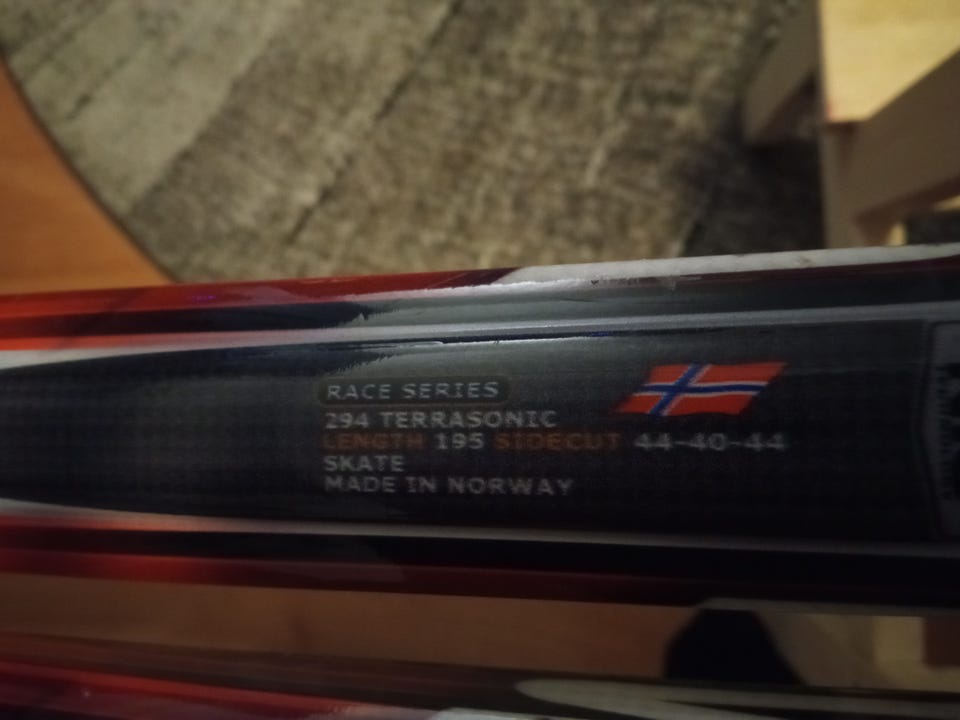 RACE SERIES
294 TERRASONIC
LENGTH 195 SIDECUT 44-40-44
SKATE
MADE IN NORWAY